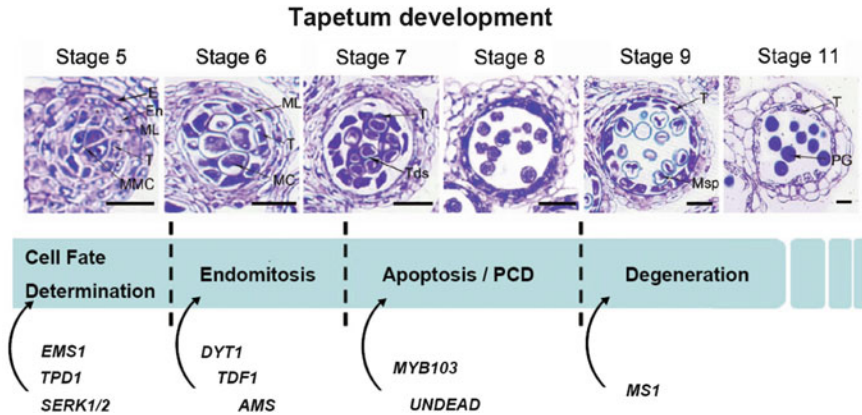 Tapetum development
Stage 5 Stage 6 Stage 7 Stage 8 Stage 9 Stage 11
E
En
ML
T
MMC
ML
T
MC
T
Tds
T
Msp
T
PG
Cell Fate
Determination
Endomitosis
Apoptosis / PCD
Degeneration
EMS1
TPD1
SERK1/2
DYT1
TDF1
AMS
MYB103
UNDEAD
MS1